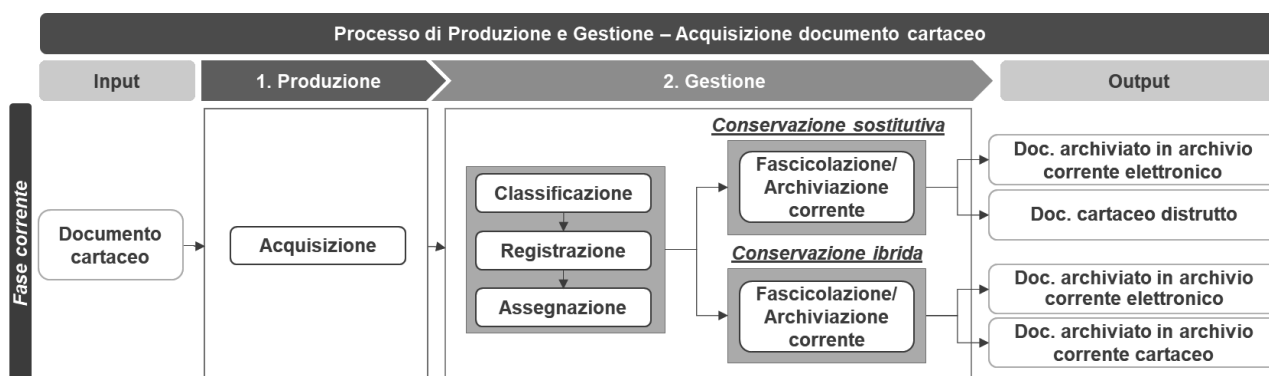 Processo di Produzione e Gestione – Acquisizione documento cartaceo
Input
1. Produzione
2. Gestione
Output
Fase corrente
Documento
cartaceo
Acquisizione
Classificazione
Registrazione
Assegnazione
Conservazione sostitutiva
Fascicolazione/
Archiviazione
corrente
Conservazione ibrida
Fascicolazione/
Archiviazione
corrente
Doc. archiviato in archivio
corrente elettronico
Doc. cartaceo distrutto
Doc. archiviato in archivio
corrente elettronico
Doc. archiviato in archivio
corrente cartaceo